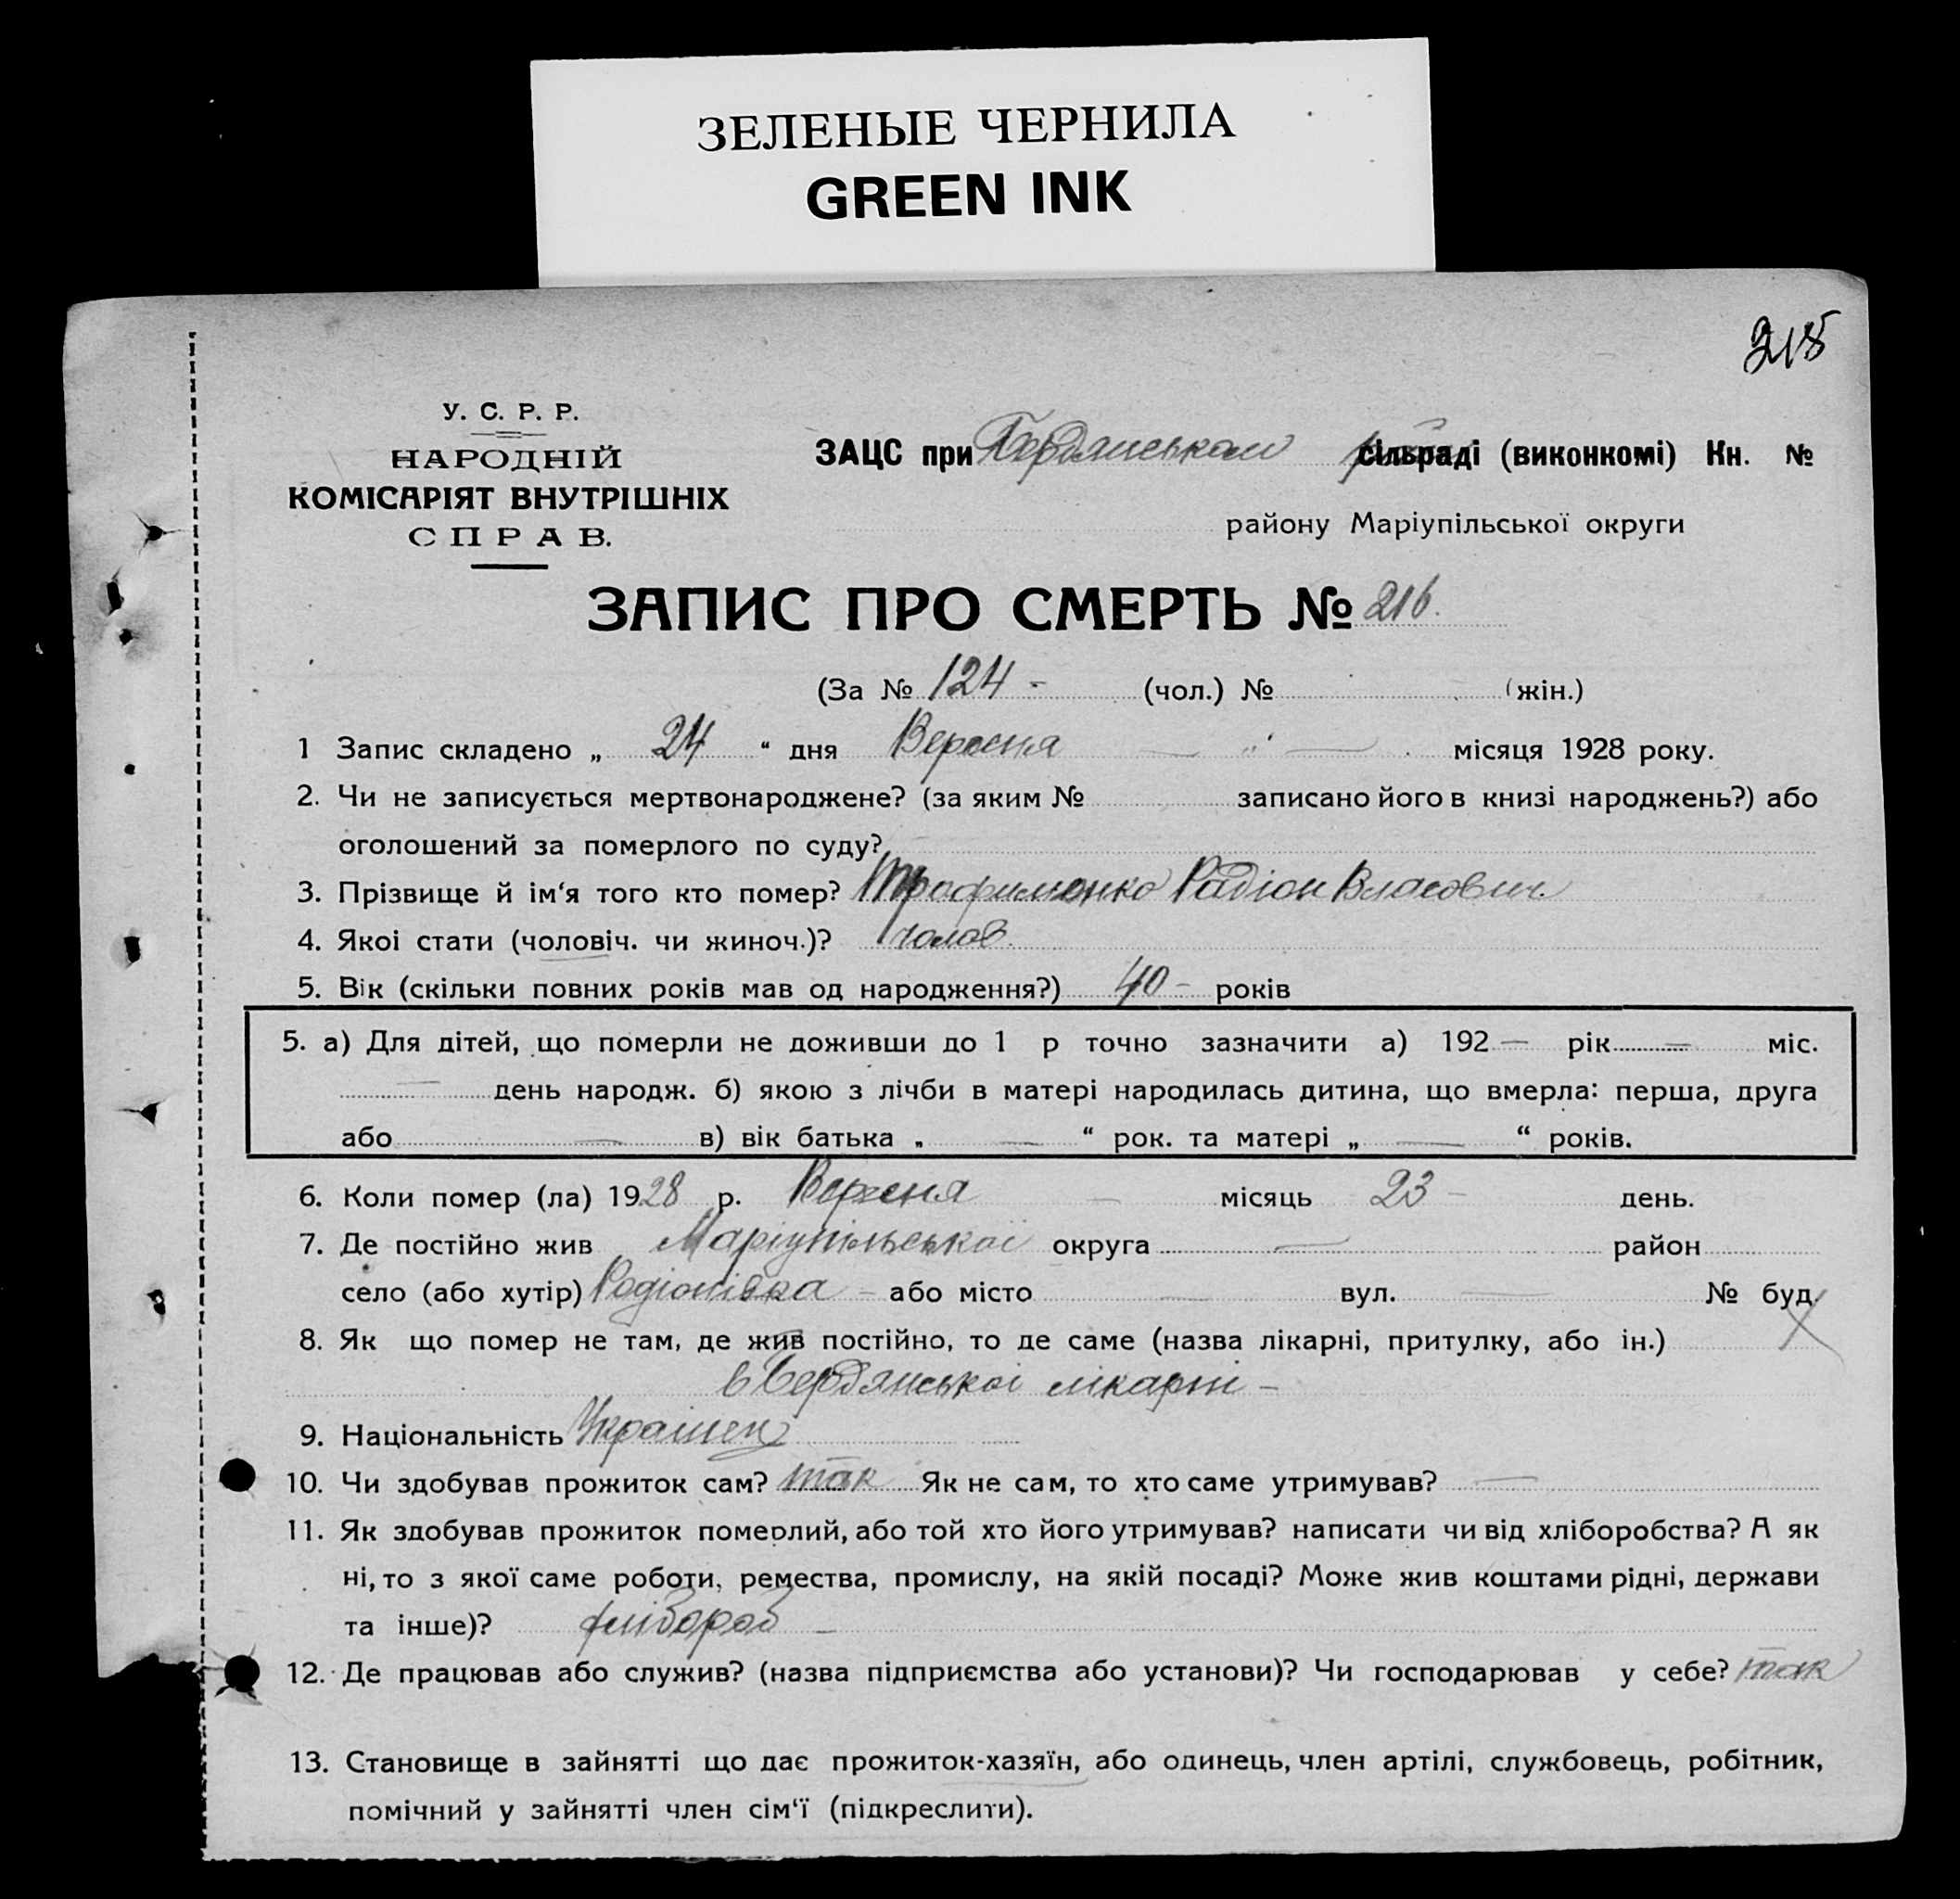 ЗЕЛЕНЫЕ ЧЕРНИЛА
GREEN INK
218
У. С. Р. Р.
НАРОДНІЙ
КОМІСАРІЯТ ВНУТРІШНІХ
СПРАВ.
ЗАЦС при Бердянськом сільраді (виконкомі) Кн. №
району Маріупільської округи
ЗАПИС ПРО СМЕРТЬ № 216.
(За № 124 - (чол.) № (жін.)
1 Запис складено „ 24 “ дня Вересня місяця 1928 року.
2. Чи не записується мертвонароджене? (за яким № записано його в книзі народжень?) або
оголошений за померлого по суду?
3. Прізвище й ім‘я того кто помер? Трофименко Радіон Власович.
4. Якоі стати (чоловіч. чи жиноч.)? чолов.
5. Вік (скільки повних років мав од народження?) 40 - років
5. а) Для дітей, що померли не доживши до 1 р точно зазначити а) 192 — рік — міс.
— день народж. б) якою з лічби в матері народилась дитина, що вмерла: перша, друга
або — в) вік батька „ — “ рок. та матері „ — “ років.
6. Коли помер (ла) 1928 р. Вересня — місяць 23 - день.
7. Де постійно жив Маріупільської округа — район
село (або хутір) Родіонівка - або місто — вул. — № буд.
8. Як що помер не там, де жив постійно, то де саме (назва лікарні, притулку, або ін.)
в Бердянськоі лікарні -
9. Національність Украінец
10. Чи здобував прожиток сам? так Як не сам, то хто саме утримував? —
11. Як здобував прожиток померлий, або той хто його утримував? написати чи від хліборобства? А як
ні, то з якої саме роботи, ремества, промислу, на якій посаді? Може жив коштами рідні, держави
та інше)? хлібороб -
12. Де працював або служив? (назва підприємства або установи)? Чи господарював у себе? так
13. Становище в зайнятті що дає прожиток-хазяїн, або одинець, член артілі, службовець, робітник,
помічний у зайнятті член сім‘ї (підкреслити).